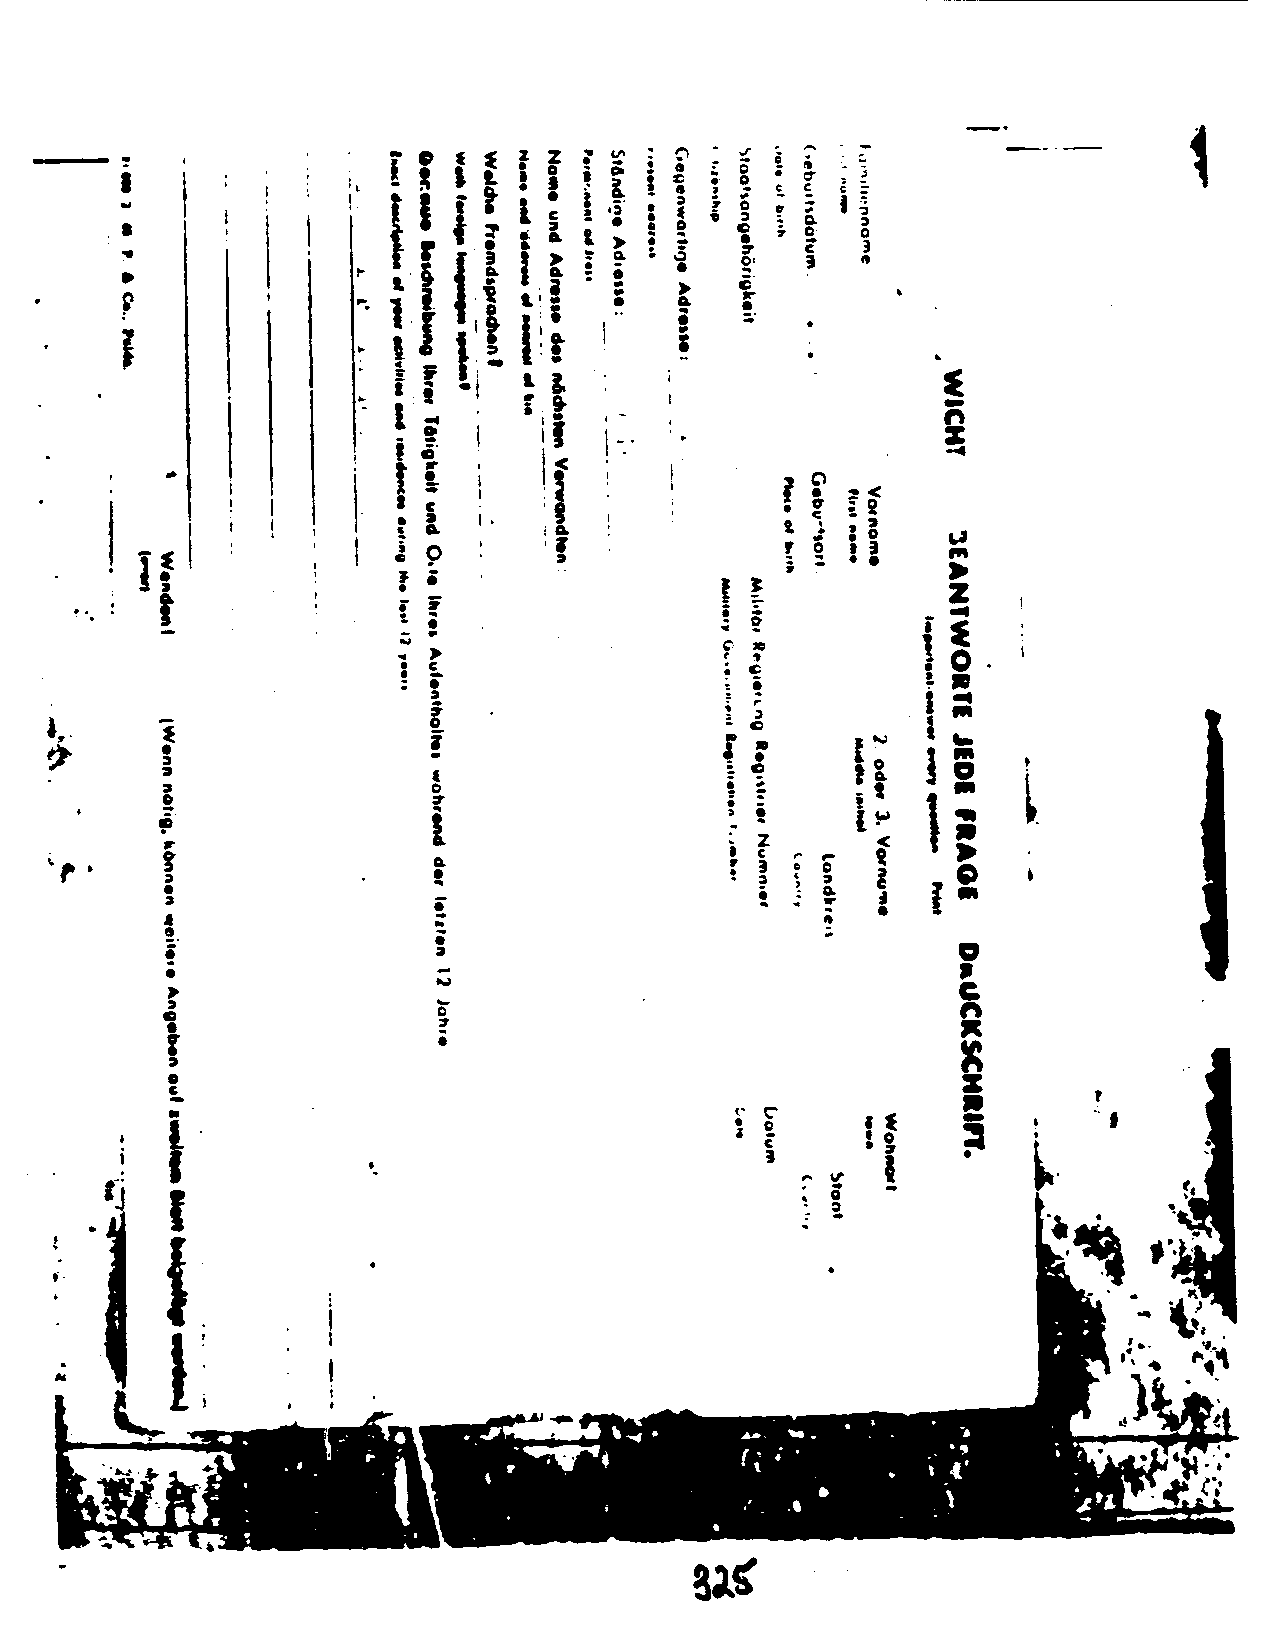 WICHT BEANTWORTE JEDE FRAGE DRUCKSCHRIFT.
Important-answer every question Print
Familienname Vorname 2. oder 3. Vorname Wohnort
name First name Middle initial town
Geburtsdatum Geburtsort Landkreis Staat
Date of birth Place of birth County Country
Staatsangehörigkeit Militär Regierung Registrier Nummer Datum
Citizenship Military Government Registration Number Date
Gegenwärtige Adresse:
Present address
Ständige Adresse:
Permanent address
Name und Adresse des nächsten Verwandten:
Name and address of nearest of kin
Welche Fremdsprachen?
foreign languages spoken?
Genaue Beschreibung Ihrer Tätigkeit und Orte Ihres Aufenthaltes während der letzten 12 Jahre
Exact description of your activities and residences during the last 12 years
Wenden! (Wenn nötig, können weitere Angaben auf zweitem Blatt beigefügt werden.)
(over)
P. & Co., Fulda
325